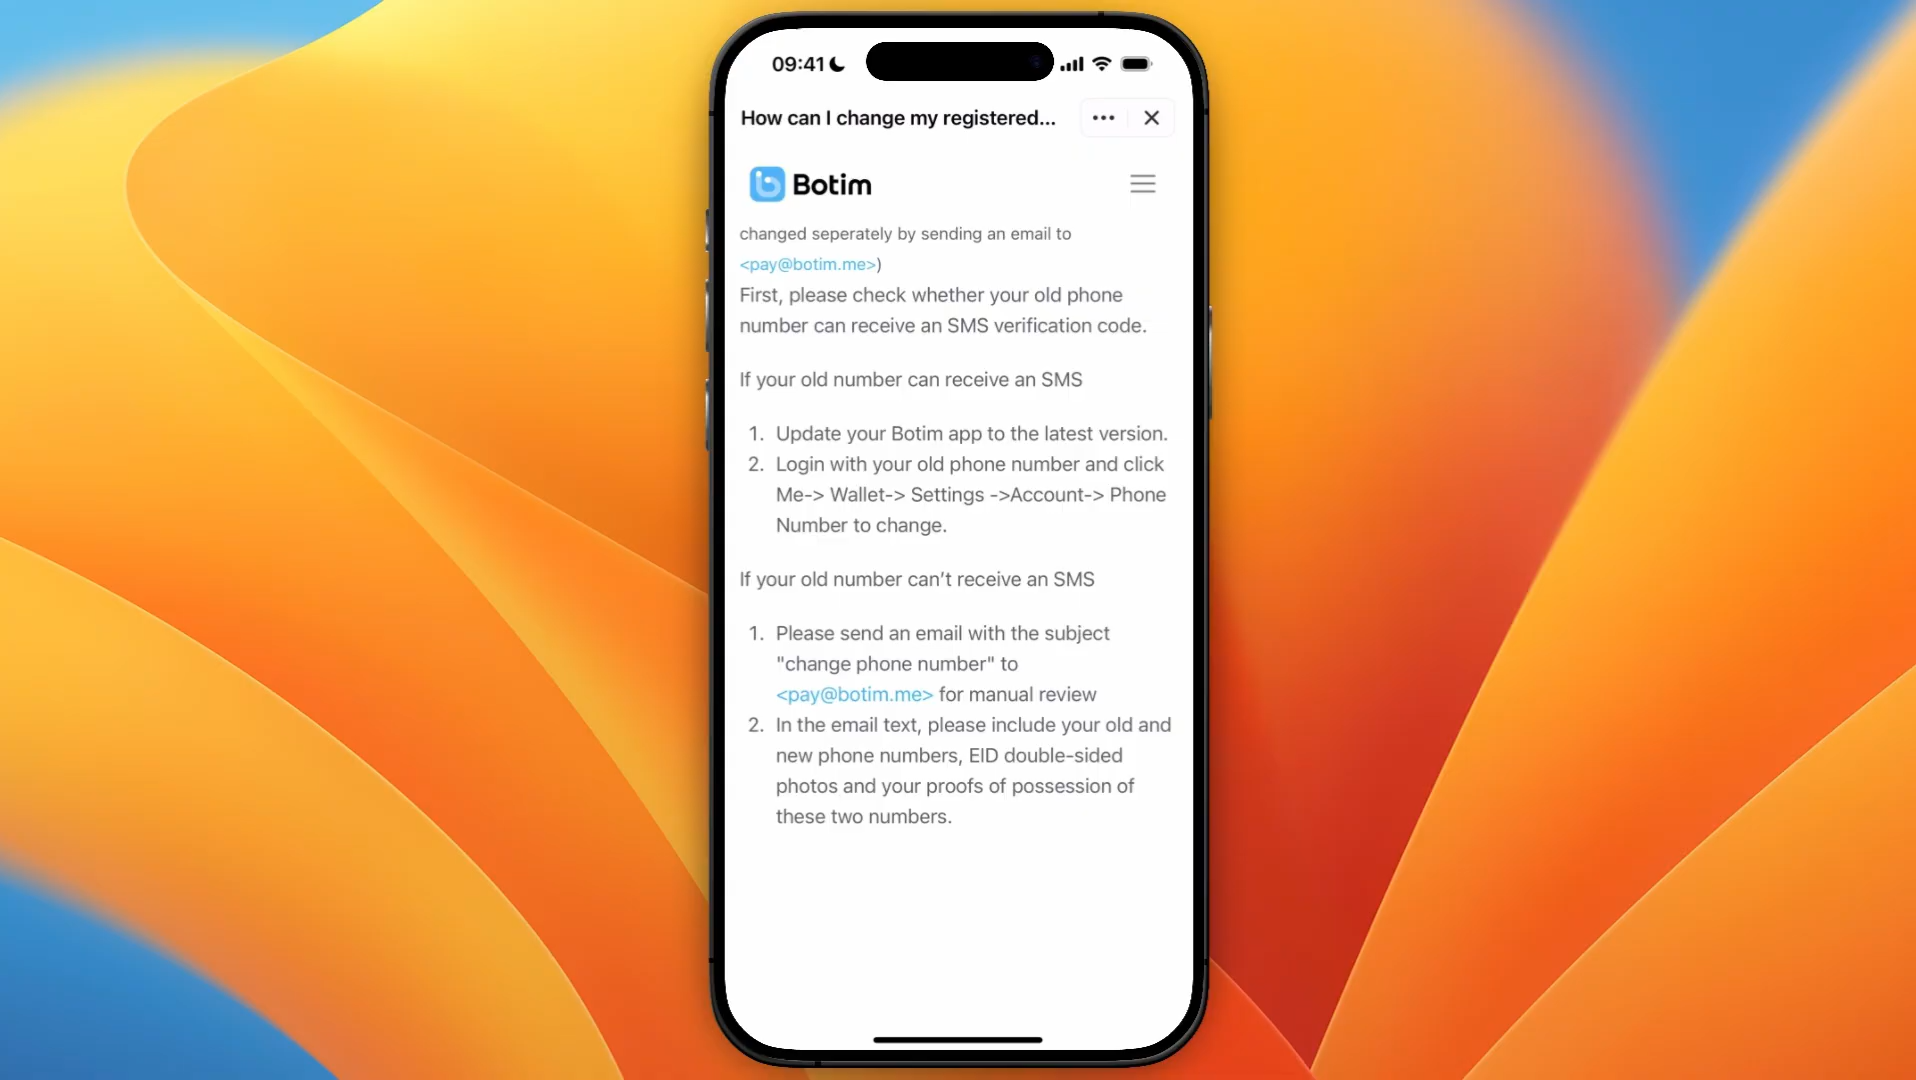 09:41
How can I change my registered...
Botim
changed seperately by sending an email to
<pay@botim.me>)
First, please check whether your old phone
number can receive an SMS verification code.
If your old number can receive an SMS
1. Update your Botim app to the latest version.
2. Login with your old phone number and click
Me-> Wallet-> Settings ->Account-> Phone
Number to change.
If your old number can’t receive an SMS
1. Please send an email with the subject
"change phone number" to
<pay@botim.me> for manual review
2. In the email text, please include your old and
new phone numbers, EID double-sided
photos and your proofs of possession of
these two numbers.